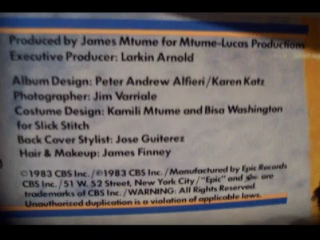 Produced by James Mtume for Mtume-Lucas Productions
Executive Producer: Larkin Arnold
Album Design: Peter Andrew Alfieri/Karen Katz
Photographer: Jim Varriale
Costume Design: Kamili Mtume and Bisa Washington
for Slick Stitch
Back Cover Stylist: Jose Guiterez
Hair & Makeup: James Finney
©1983 CBS Inc./℗1983 CBS Inc./Manufactured by Epic Records
CBS Inc./51 W. 52 Street, New York City/"Epic" and are
trademarks of CBS Inc./WARNING: All Rights Reserved.
Unauthorized duplication is a violation of applicable laws.